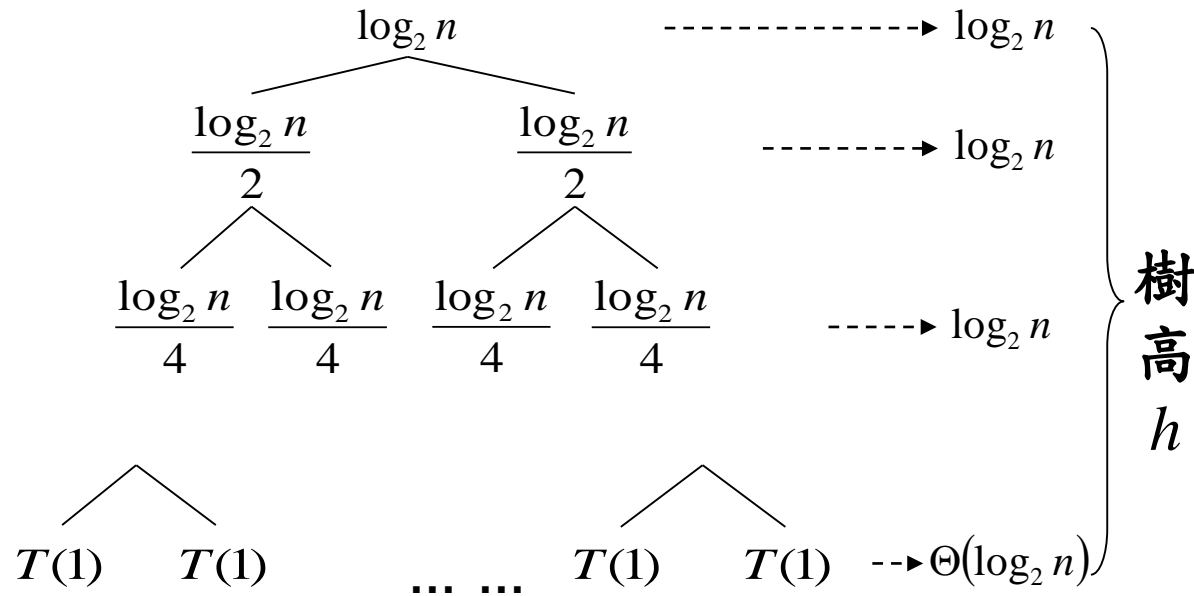 log₂ n log₂ n
log₂ n / 2 log₂ n / 2 log₂ n
log₂ n / 4 log₂ n / 4 log₂ n / 4 log₂ n / 4 log₂ n
樹高h
T(1) T(1) … … T(1) T(1) Θ(log₂ n)